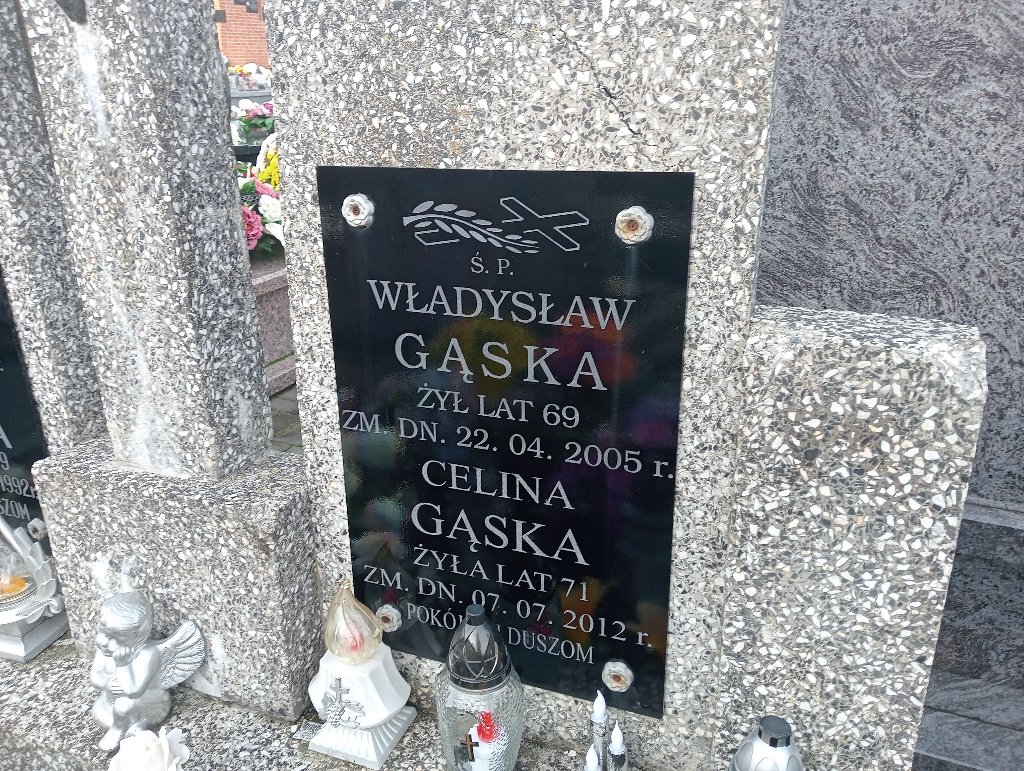 Ś. P.
WŁADYSŁAW
GĄSKA
ŻYŁ LAT 69
ZM. DN. 22. 04. 2005 r.
CELINA
GĄSKA
ŻYŁA LAT 71
ZM. DN. 07. 07. 2012 r.
DUSZOM
1992r